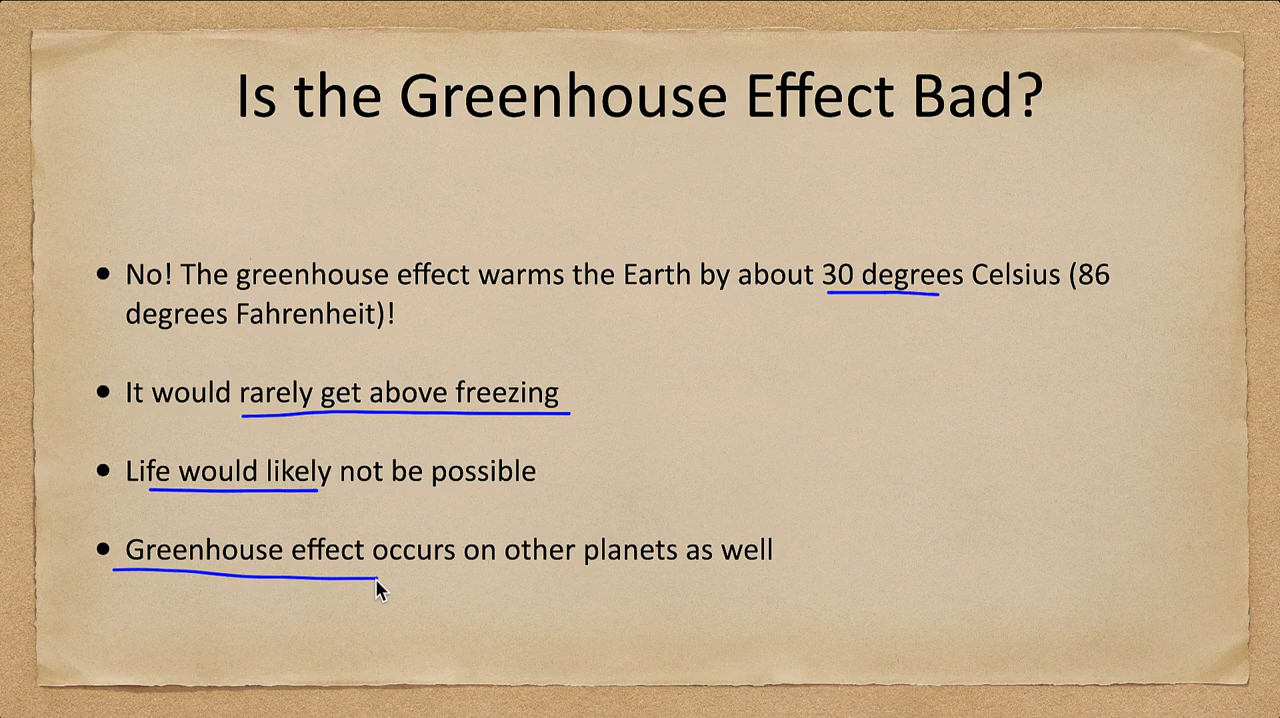 Is the Greenhouse Effect Bad?
• No! The greenhouse effect warms the Earth by about 30 degrees Celsius (86
degrees Fahrenheit)!
• It would rarely get above freezing
• Life would likely not be possible
• Greenhouse effect occurs on other planets as well